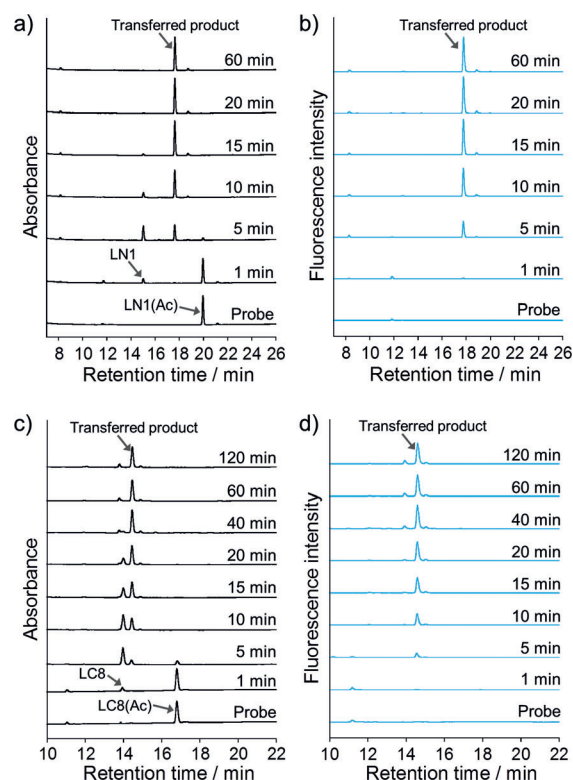 a)
Transferred product
60 min
20 min
15 min
10 min
5 min
LN1
1 min
LN1(Ac)
Probe
Absorbance
8 10 12 14 16 18 20 22 24 26
Retention time / min
b)
Transferred product
60 min
20 min
15 min
10 min
5 min
1 min
Probe
Fluorescence intensity
8 10 12 14 16 18 20 22 24 26
Retention time / min
c)
Transferred product
120 min
60 min
40 min
20 min
15 min
10 min
5 min
LC8
1 min
LC8(Ac)
Probe
Absorbance
10 12 14 16 18 20 22
Retention time / min
d)
Transferred product
120 min
60 min
40 min
20 min
15 min
10 min
5 min
1 min
Probe
Fluorescence intensity
10 12 14 16 18 20 22
Retention time / min